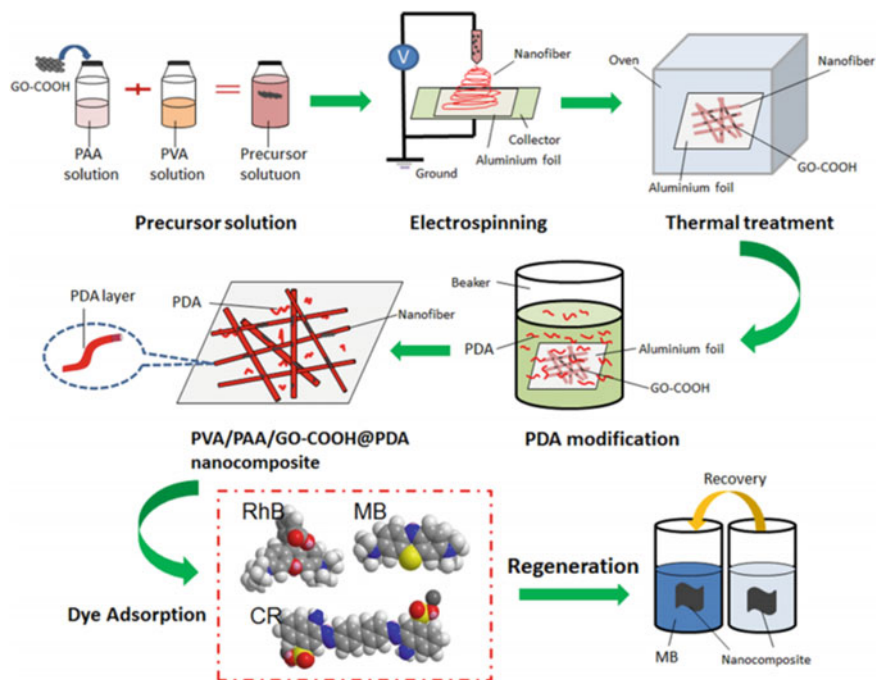 GO-COOH
PAA
solution
PVA
solution
Precursor
solutuon
Precursor solution
V
Nanofiber
Collector
Aluminium foil
Ground
Electrospinning
Oven
Nanofiber
GO-COOH
Aluminium foil
Thermal treatment
PDA layer
PDA
Nanofiber
PVA/PAA/GO-COOH@PDA
nanocomposite
Beaker
PDA
Aluminium foil
GO-COOH
PDA modification
Dye Adsorption
RhB
MB
CR
Regeneration
Recovery
MB
Nanocomposite